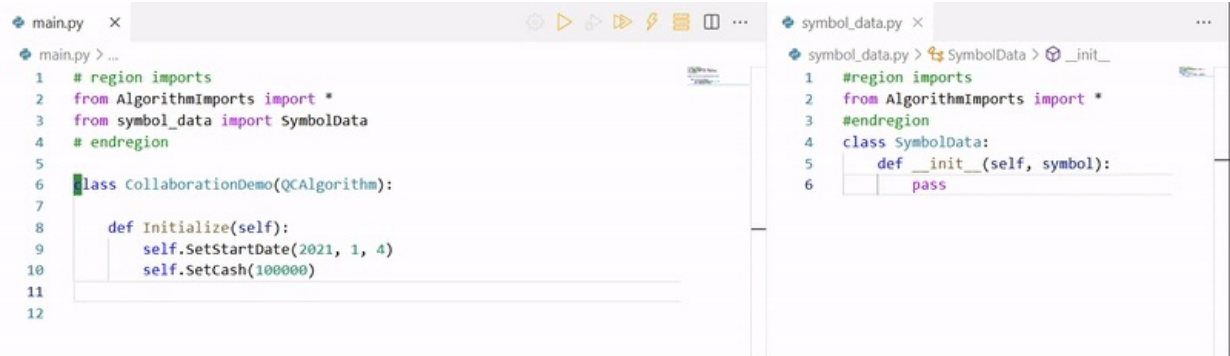 main.py
main.py > ...
1 # region imports
2 from AlgorithmImports import *
3 from symbol_data import SymbolData
4 # endregion
5
6 class CollaborationDemo(QCAlgorithm):
7
8 def Initialize(self):
9 self.SetStartDate(2021, 1, 4)
10 self.SetCash(100000)
11
12
symbol_data.py
symbol_data.py > SymbolData > __init__
1 #region imports
2 from AlgorithmImports import *
3 #endregion
4 class SymbolData:
5 def __init__(self, symbol):
6 pass